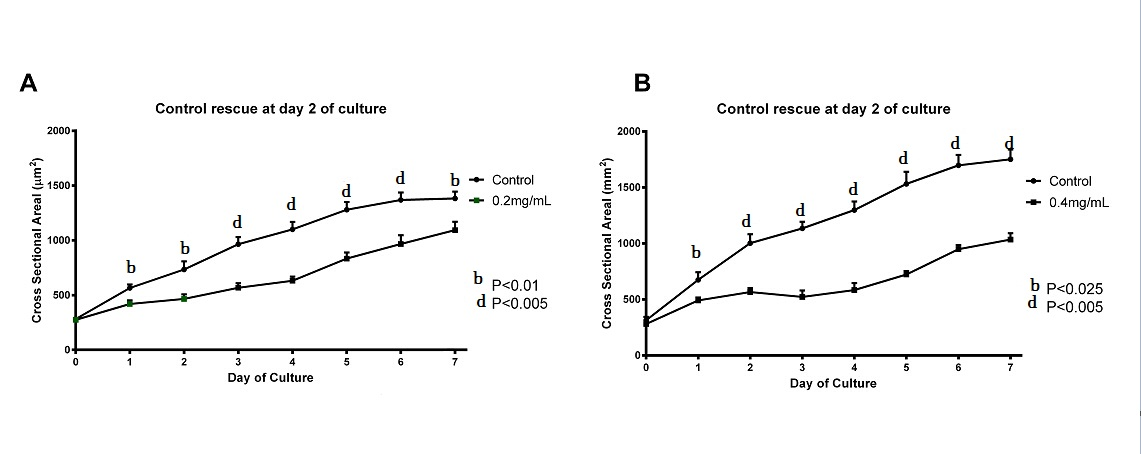 A
Control rescue at day 2 of culture
Cross Sectional Areal (μm²)
2000
1500
1000
500
0
b
b
d
d
d
d
b
0
1
2
3
4
5
6
7
Day of Culture
Control
0.2mg/mL
b P<0.01
d P<0.005
B
Control rescue at day 2 of culture
Cross Sectional Areal (mm²)
2000
1500
1000
500
0
b
d
d
d
d
d
d
0
1
2
3
4
5
6
7
Day of Culture
Control
0.4mg/mL
b P<0.025
d P<0.005